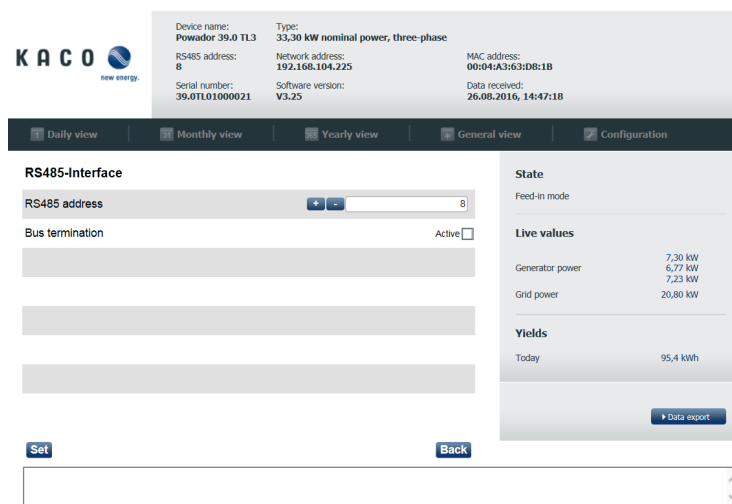 KACO
new energy.
Device name:
Powador 39.0 TL3
Type:
33,30 kW nominal power, three-phase
RS485 address:
8
Network address:
192.168.104.225
MAC address:
00:04:A3:63:D8:1B
Serial number:
39.0TL01000021
Software version:
V3.25
Data received:
26.08.2016, 14:47:18
1 Daily view
31 Monthly view
365 Yearly view
General view
Configuration
RS485-Interface
RS485 address + - 8
Bus termination Active
State
Feed-in mode
Live values
Generator power
7,30 kW
6,77 kW
7,23 kW
Grid power 20,80 kW
Yields
Today 95,4 kWh
Data export
Set
Back